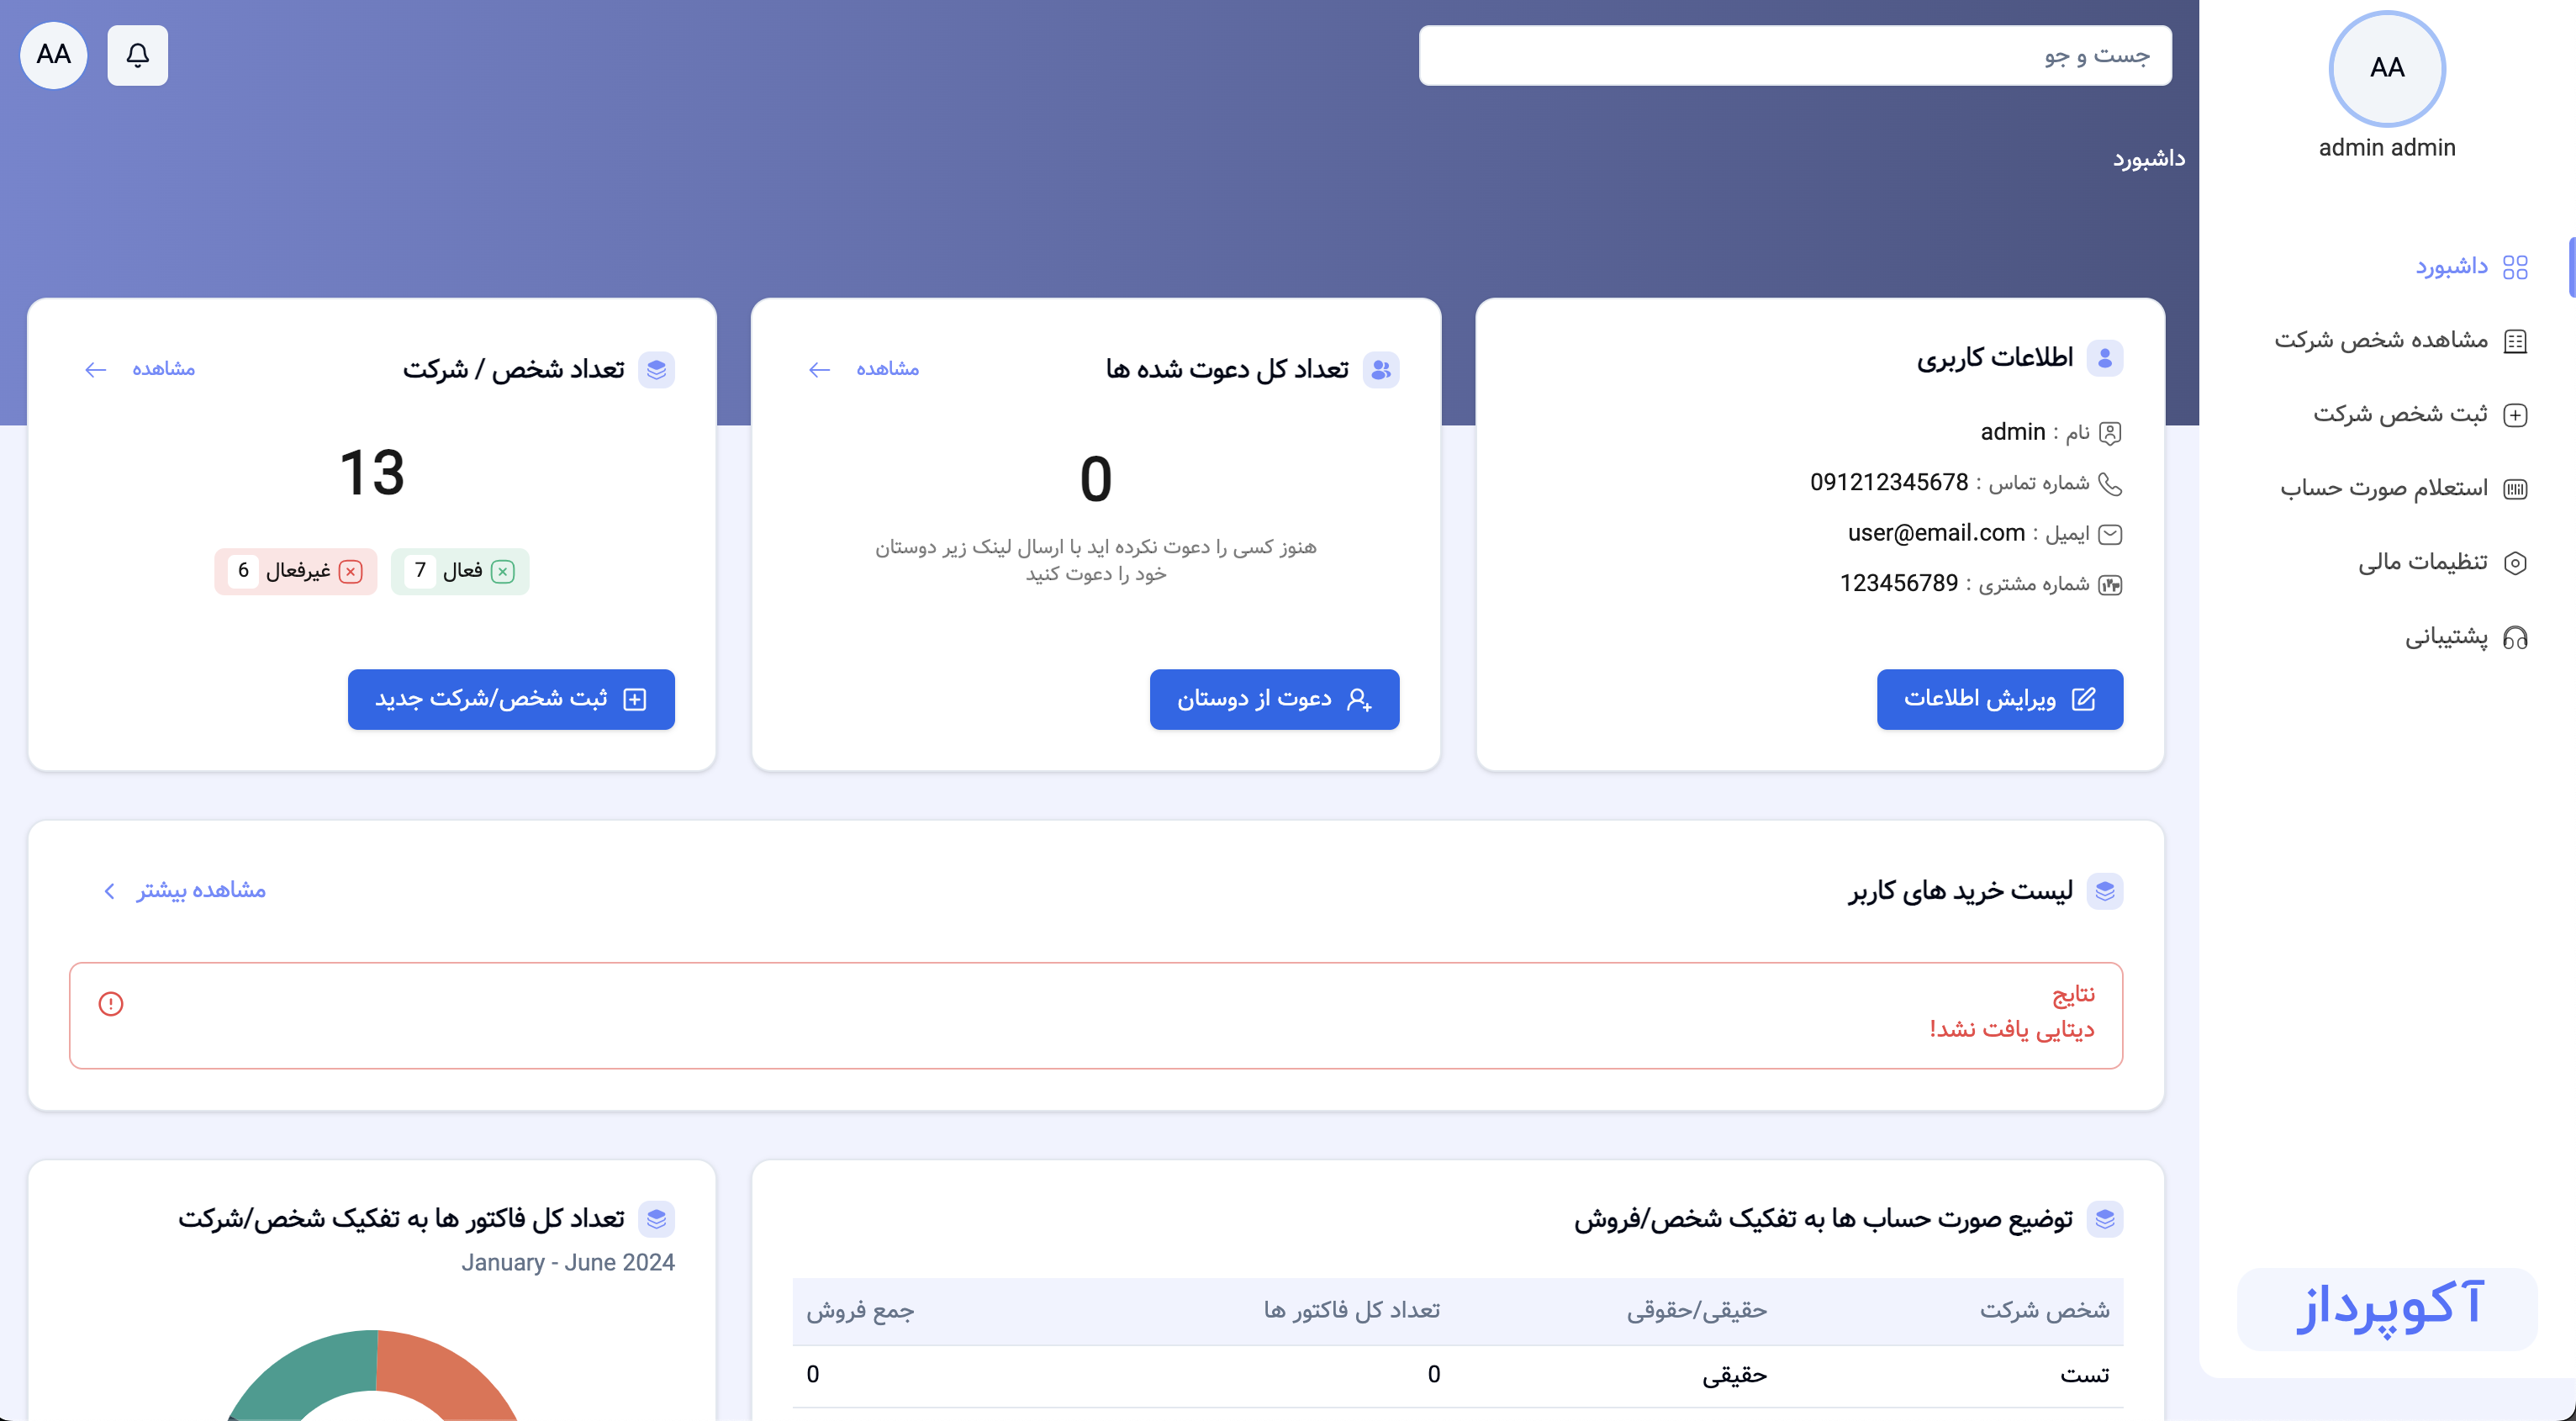 AA
admin admin
داشبورد
مشاهده شخص شرکت
ثبت شخص شرکت
استعلام صورت حساب
تنظیمات مالی
پشتیبانی
آکوپرداز
جست و جو
AA
داشبورد
اطلاعات کاربری
نام : admin
شماره تماس : 091212345678
ایمیل : user@email.com
شماره مشتری : 123456789
ویرایش اطلاعات
تعداد کل دعوت شده ها
مشاهده
0
هنوز کسی را دعوت نکرده اید با ارسال لینک زیر دوستان
خود را دعوت کنید
دعوت از دوستان
تعداد شخص / شرکت
مشاهده
13
فعال 7
غیرفعال 6
ثبت شخص/شرکت جدید
لیست خرید های کاربر
مشاهده بیشتر
نتایج
دیتایی یافت نشد!
توضیع صورت حساب ها به تفکیک شخص/فروش
شخص شرکت حقیقی/حقوقی تعداد کل فاکتور ها جمع فروش
تست حقیقی 0 0
تعداد کل فاکتور ها به تفکیک شخص/شرکت
January - June 2024